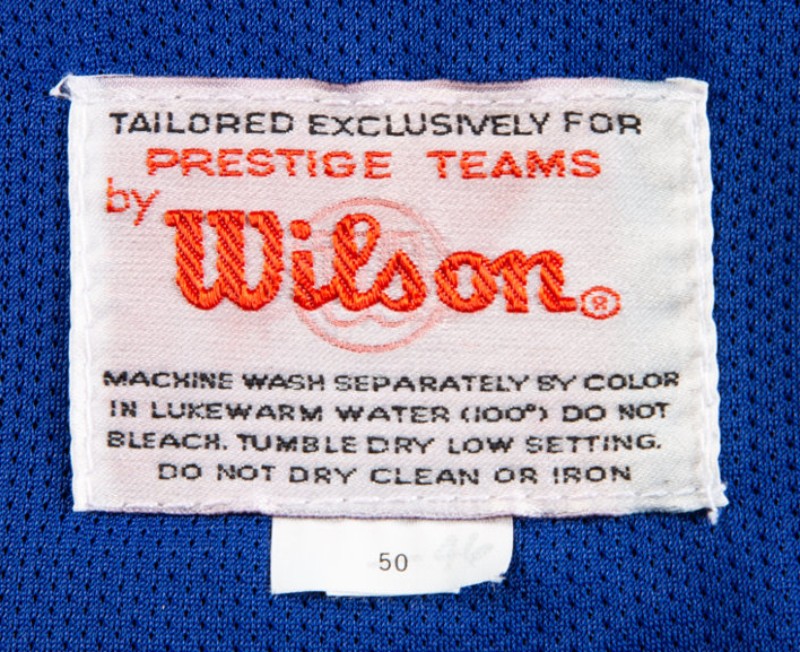 TAILORED EXCLUSIVELY FOR
PRESTIGE TEAMS
by
Wilson®
MACHINE WASH SEPARATELY BY COLOR
IN LUKEWARM WATER (100°) DO NOT
BLEACH. TUMBLE DRY LOW SETTING.
DO NOT DRY CLEAN OR IRON
50 46